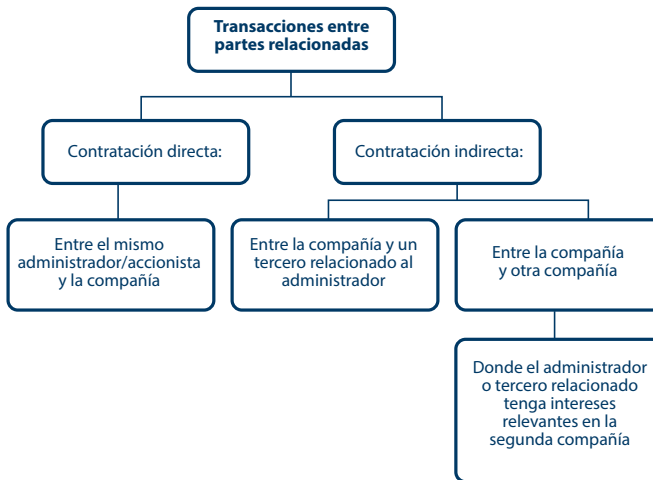 Transacciones entre
partes relacionadas
Contratación directa:
Contratación indirecta:
Entre el mismo
administrador/accionista
y la compañía
Entre la compañía y un
tercero relacionado al
administrador
Entre la compañía
y otra compañía
Donde el administrador
o tercero relacionado
tenga intereses
relevantes en la
segunda compañía